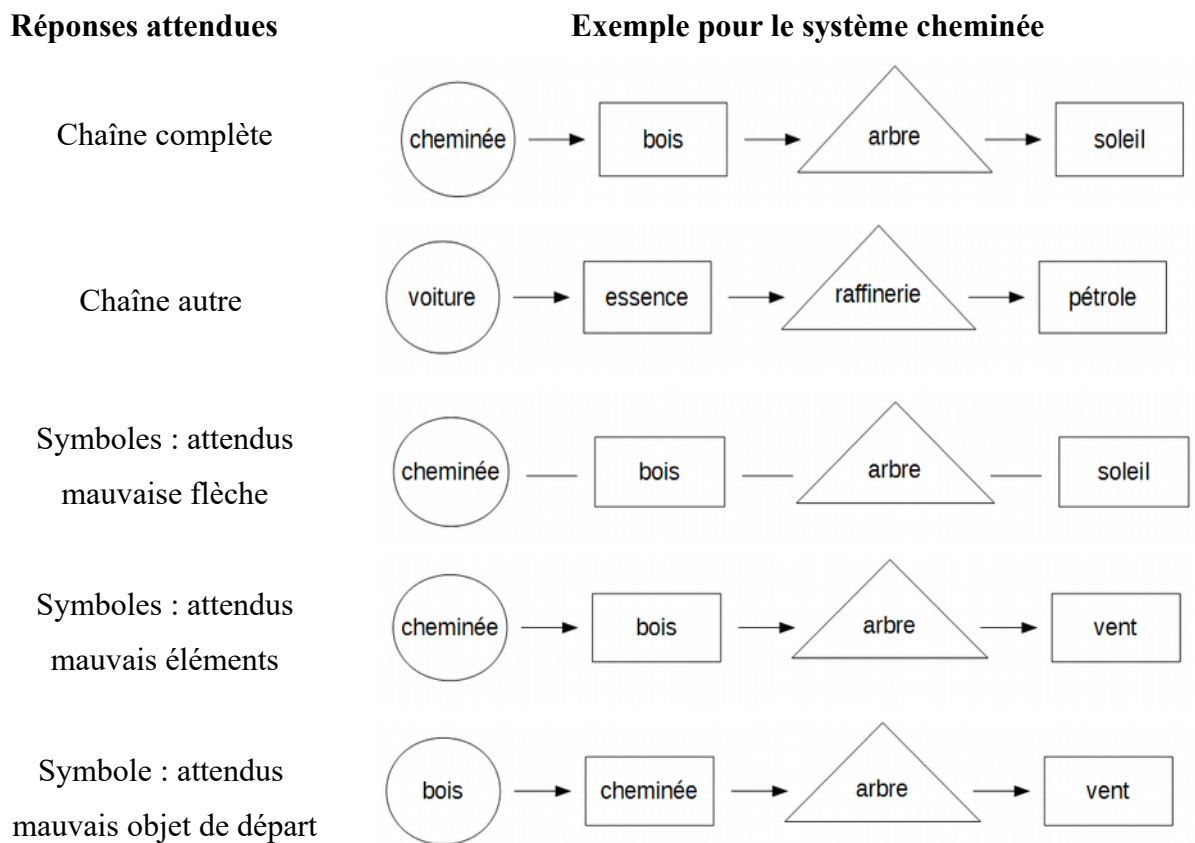 Réponses attendues Exemple pour le système cheminée
Chaîne complète
cheminée bois arbre soleil
Chaîne autre
voiture essence raffinerie pétrole
Symboles : attendus
mauvaise flèche
cheminée bois arbre soleil
Symboles : attendus
mauvais éléments
cheminée bois arbre vent
Symbole : attendus
mauvais objet de départ
bois cheminée arbre vent